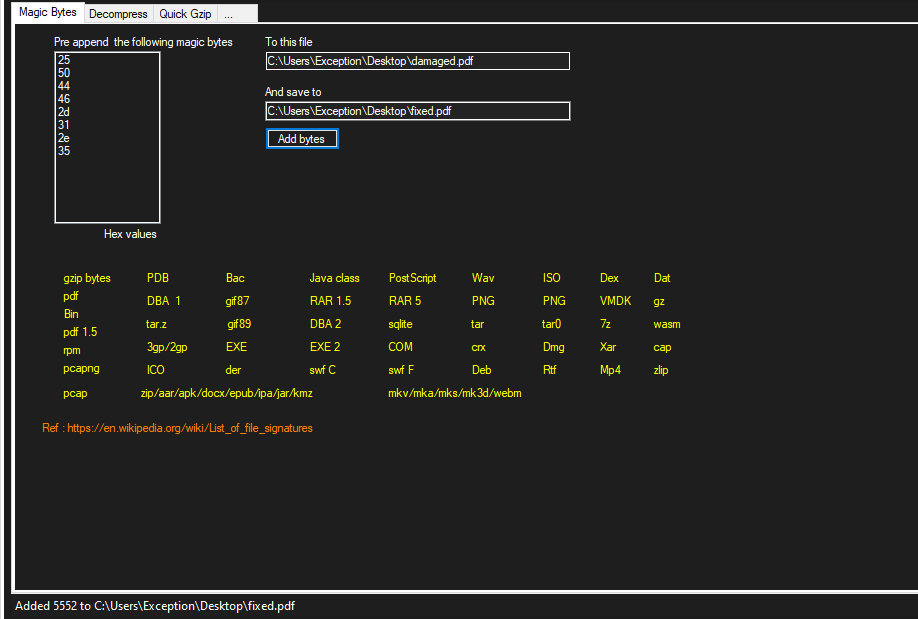 Magic Bytes Decompress Quick Gzip ...
Pre append  the following magic bytes
25
50
44
46
2d
31
2e
35
Hex values
To this file
C:\Users\Exception\Desktop\damaged.pdf
And save to
C:\Users\Exception\Desktop\fixed.pdf
Add bytes
gzip bytes PDB Bac Java class PostScript Wav ISO Dex Dat
pdf DBA  1 gif87 RAR 1.5 RAR 5 PNG PNG VMDK gz
Bin
tar.z gif89 DBA 2 sqlite tar tar0 7z wasm
pdf 1.5
rpm 3gp/2gp EXE EXE 2 COM crx Dmg Xar cap
pcapng ICO der swf C swf F Deb Rtf Mp4 zlip
pcap zip/aar/apk/docx/epub/ipa/jar/kmz mkv/mka/mks/mk3d/webm
Ref : https://en.wikipedia.org/wiki/List_of_file_signatures
Added 5552 to C:\Users\Exception\Desktop\fixed.pdf